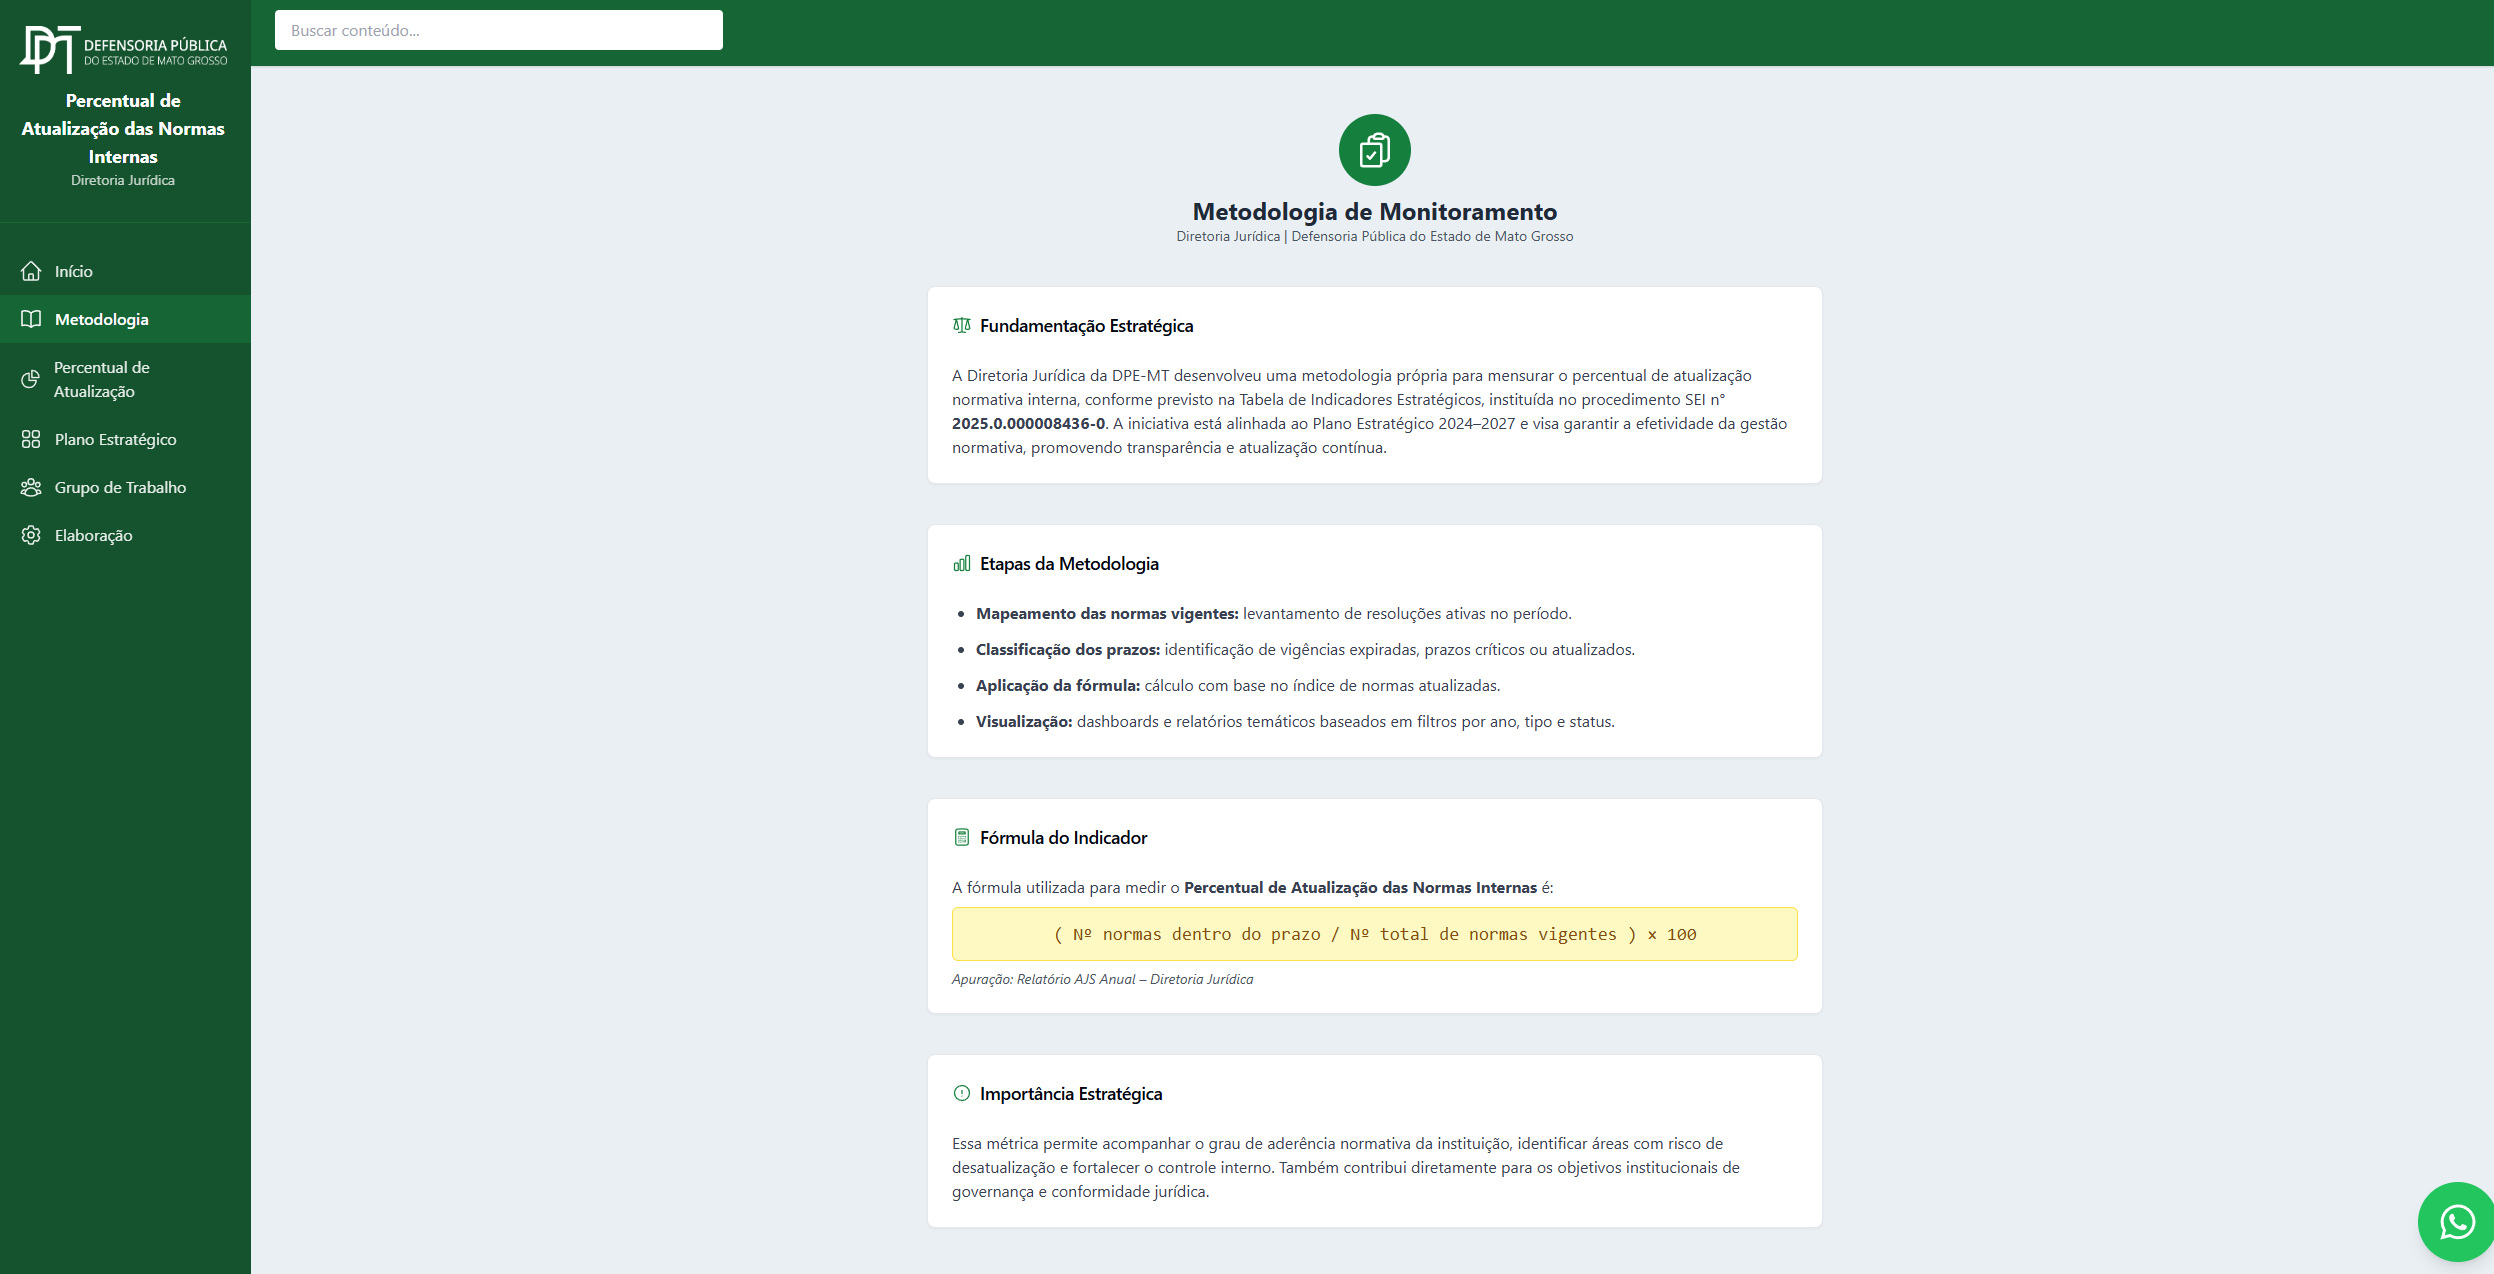 DPMT DEFENSORIA PÚBLICA
DO ESTADO DE MATO GROSSO
Percentual de
Atualização das Normas
Internas
Diretoria Jurídica
Início
Metodologia
Percentual de
Atualização
Plano Estratégico
Grupo de Trabalho
Elaboração
Buscar conteúdo...
Metodologia de Monitoramento
Diretoria Jurídica | Defensoria Pública do Estado de Mato Grosso
Fundamentação Estratégica
A Diretoria Jurídica da DPE-MT desenvolveu uma metodologia própria para mensurar o percentual de atualização
normativa interna, conforme previsto na Tabela de Indicadores Estratégicos, instituída no procedimento SEI n°
2025.0.000008436-0. A iniciativa está alinhada ao Plano Estratégico 2024–2027 e visa garantir a efetividade da gestão
normativa, promovendo transparência e atualização contínua.
Etapas da Metodologia
• Mapeamento das normas vigentes: levantamento de resoluções ativas no período.
• Classificação dos prazos: identificação de vigências expiradas, prazos críticos ou atualizados.
• Aplicação da fórmula: cálculo com base no índice de normas atualizadas.
• Visualização: dashboards e relatórios temáticos baseados em filtros por ano, tipo e status.
Fórmula do Indicador
A fórmula utilizada para medir o Percentual de Atualização das Normas Internas é:
( Nº normas dentro do prazo / Nº total de normas vigentes ) × 100
Apuração: Relatório AJS Anual – Diretoria Jurídica
Importância Estratégica
Essa métrica permite acompanhar o grau de aderência normativa da instituição, identificar áreas com risco de
desatualização e fortalecer o controle interno. Também contribui diretamente para os objetivos institucionais de
governança e conformidade jurídica.